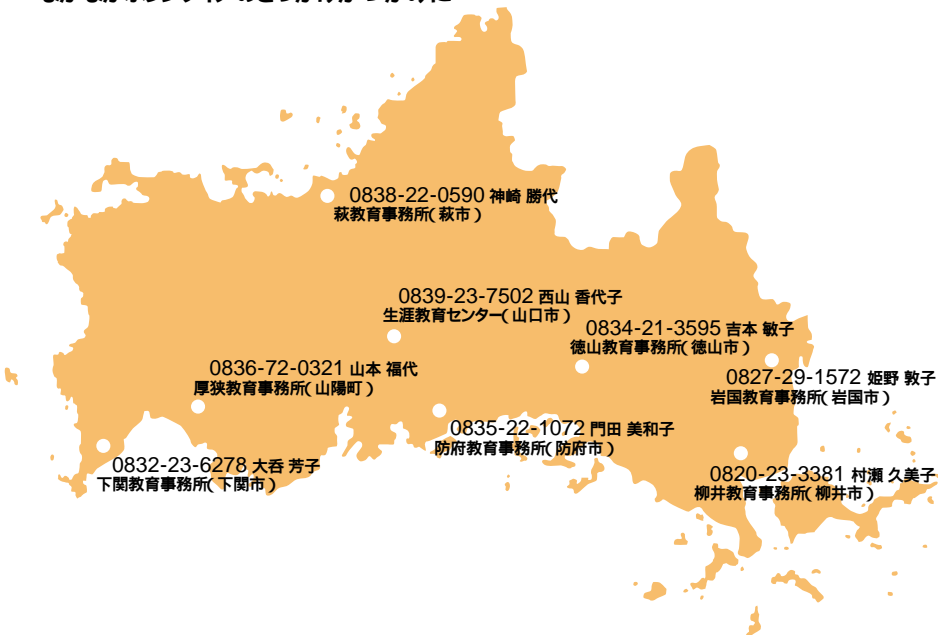 0838-22-0590 神崎 勝代
萩教育事務所(萩市)
0839-23-7502 西山 香代子
生涯教育センター(山口市)
0834-21-3595 吉本 敏子
徳山教育事務所(徳山市)
0836-72-0321 山本 福代
厚狭教育事務所(山陽町)
0827-29-1572 姫野 敦子
岩国教育事務所(岩国市)
0835-22-1072 門田 美和子
防府教育事務所(防府市)
0832-23-6278 大呑 芳子
下関教育事務所(下関市)
0820-23-3381 村瀬 久美子
柳井教育事務所(柳井市)